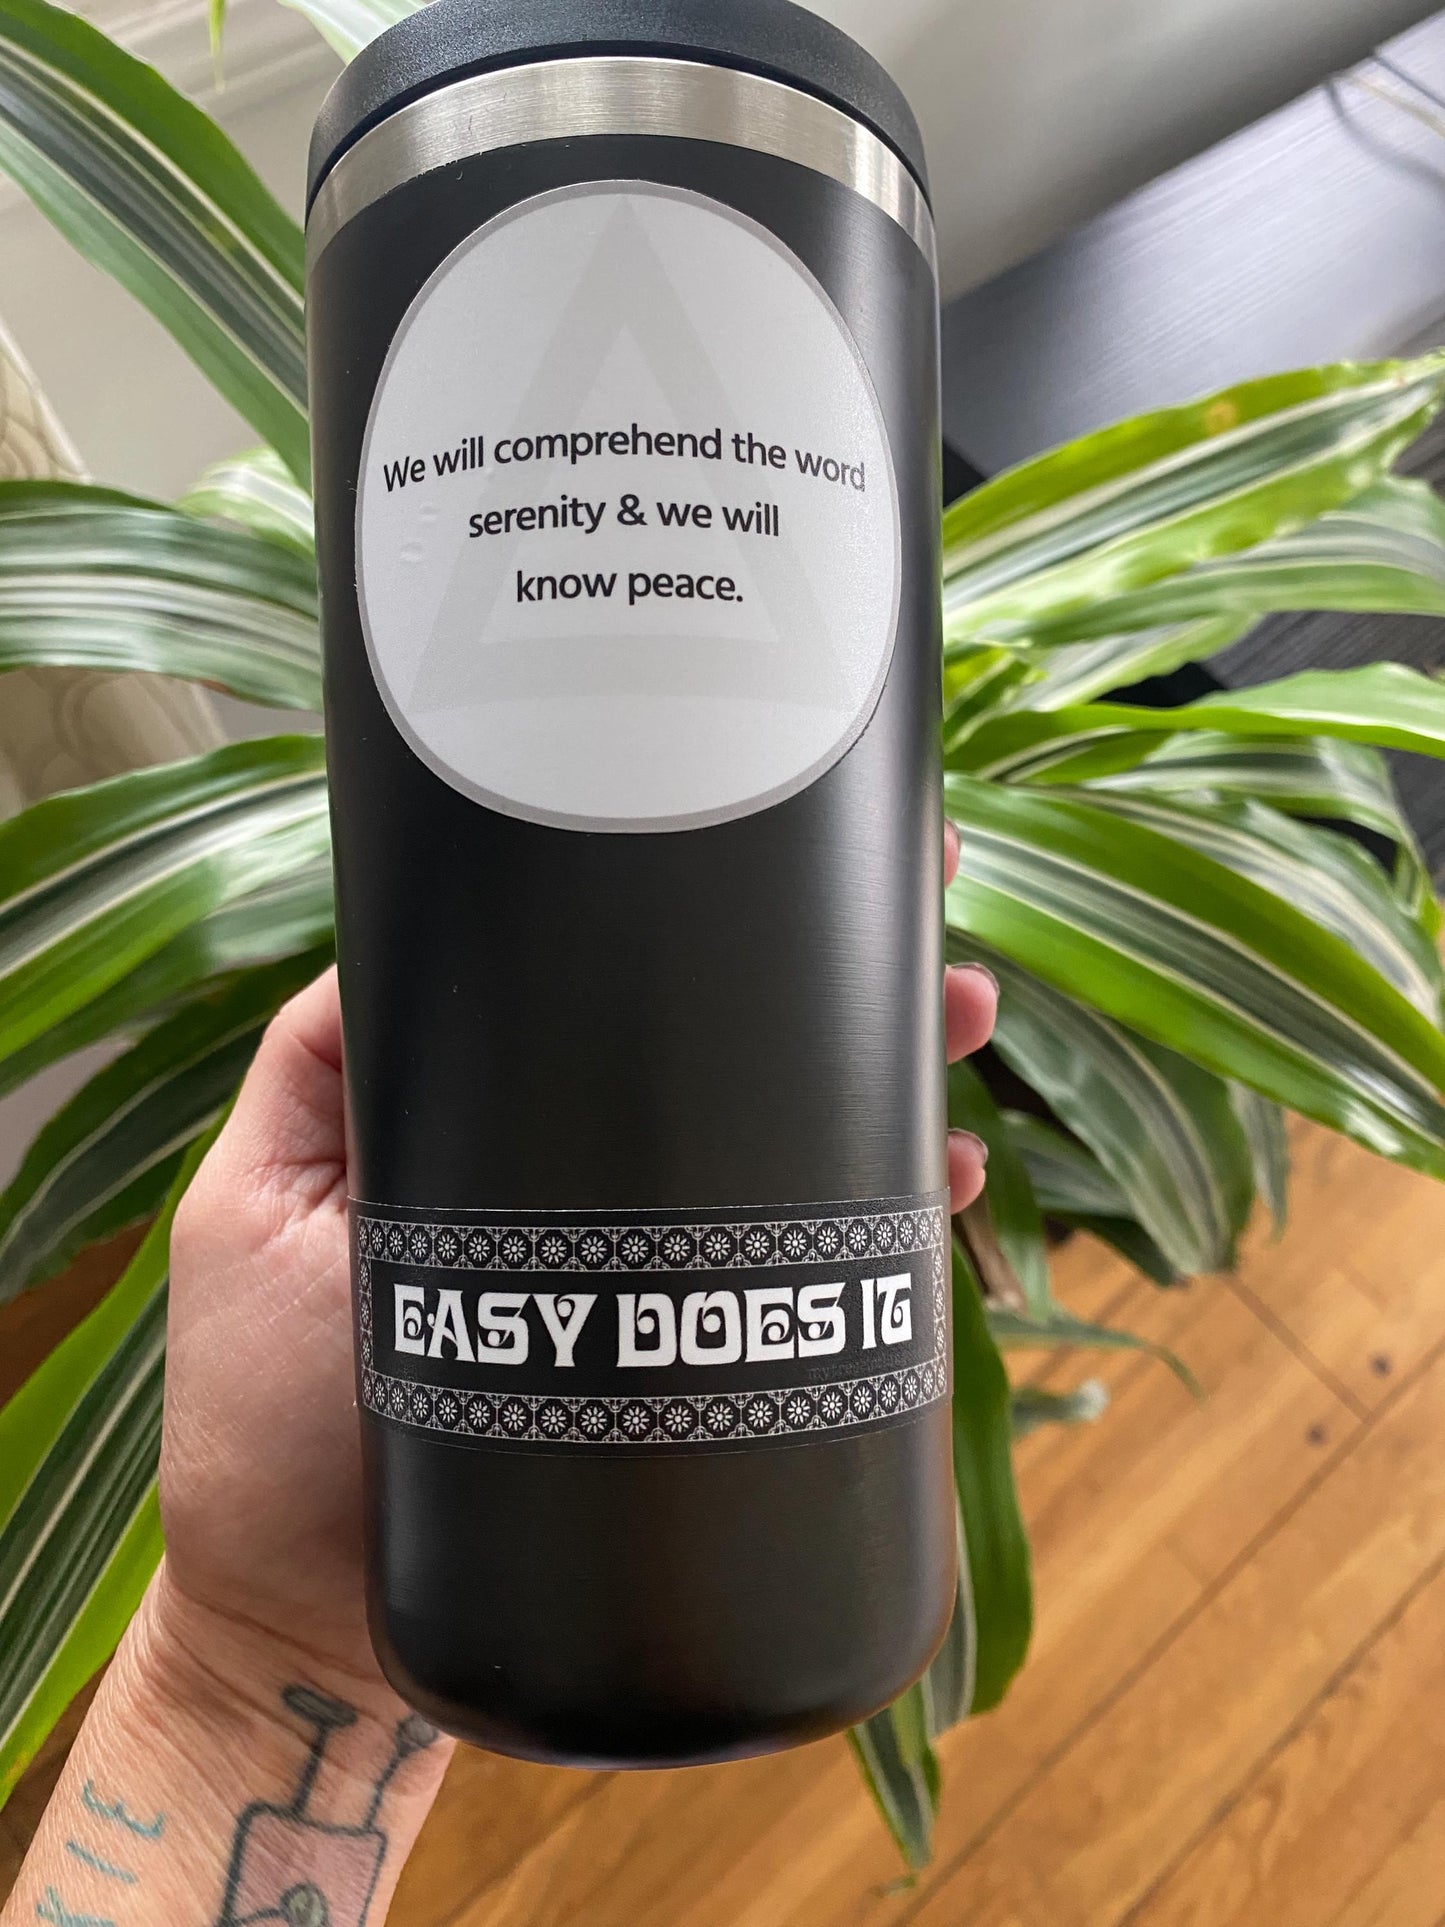 We will comprehend the word
serenity & we will
know peace.
EASY DOES IT